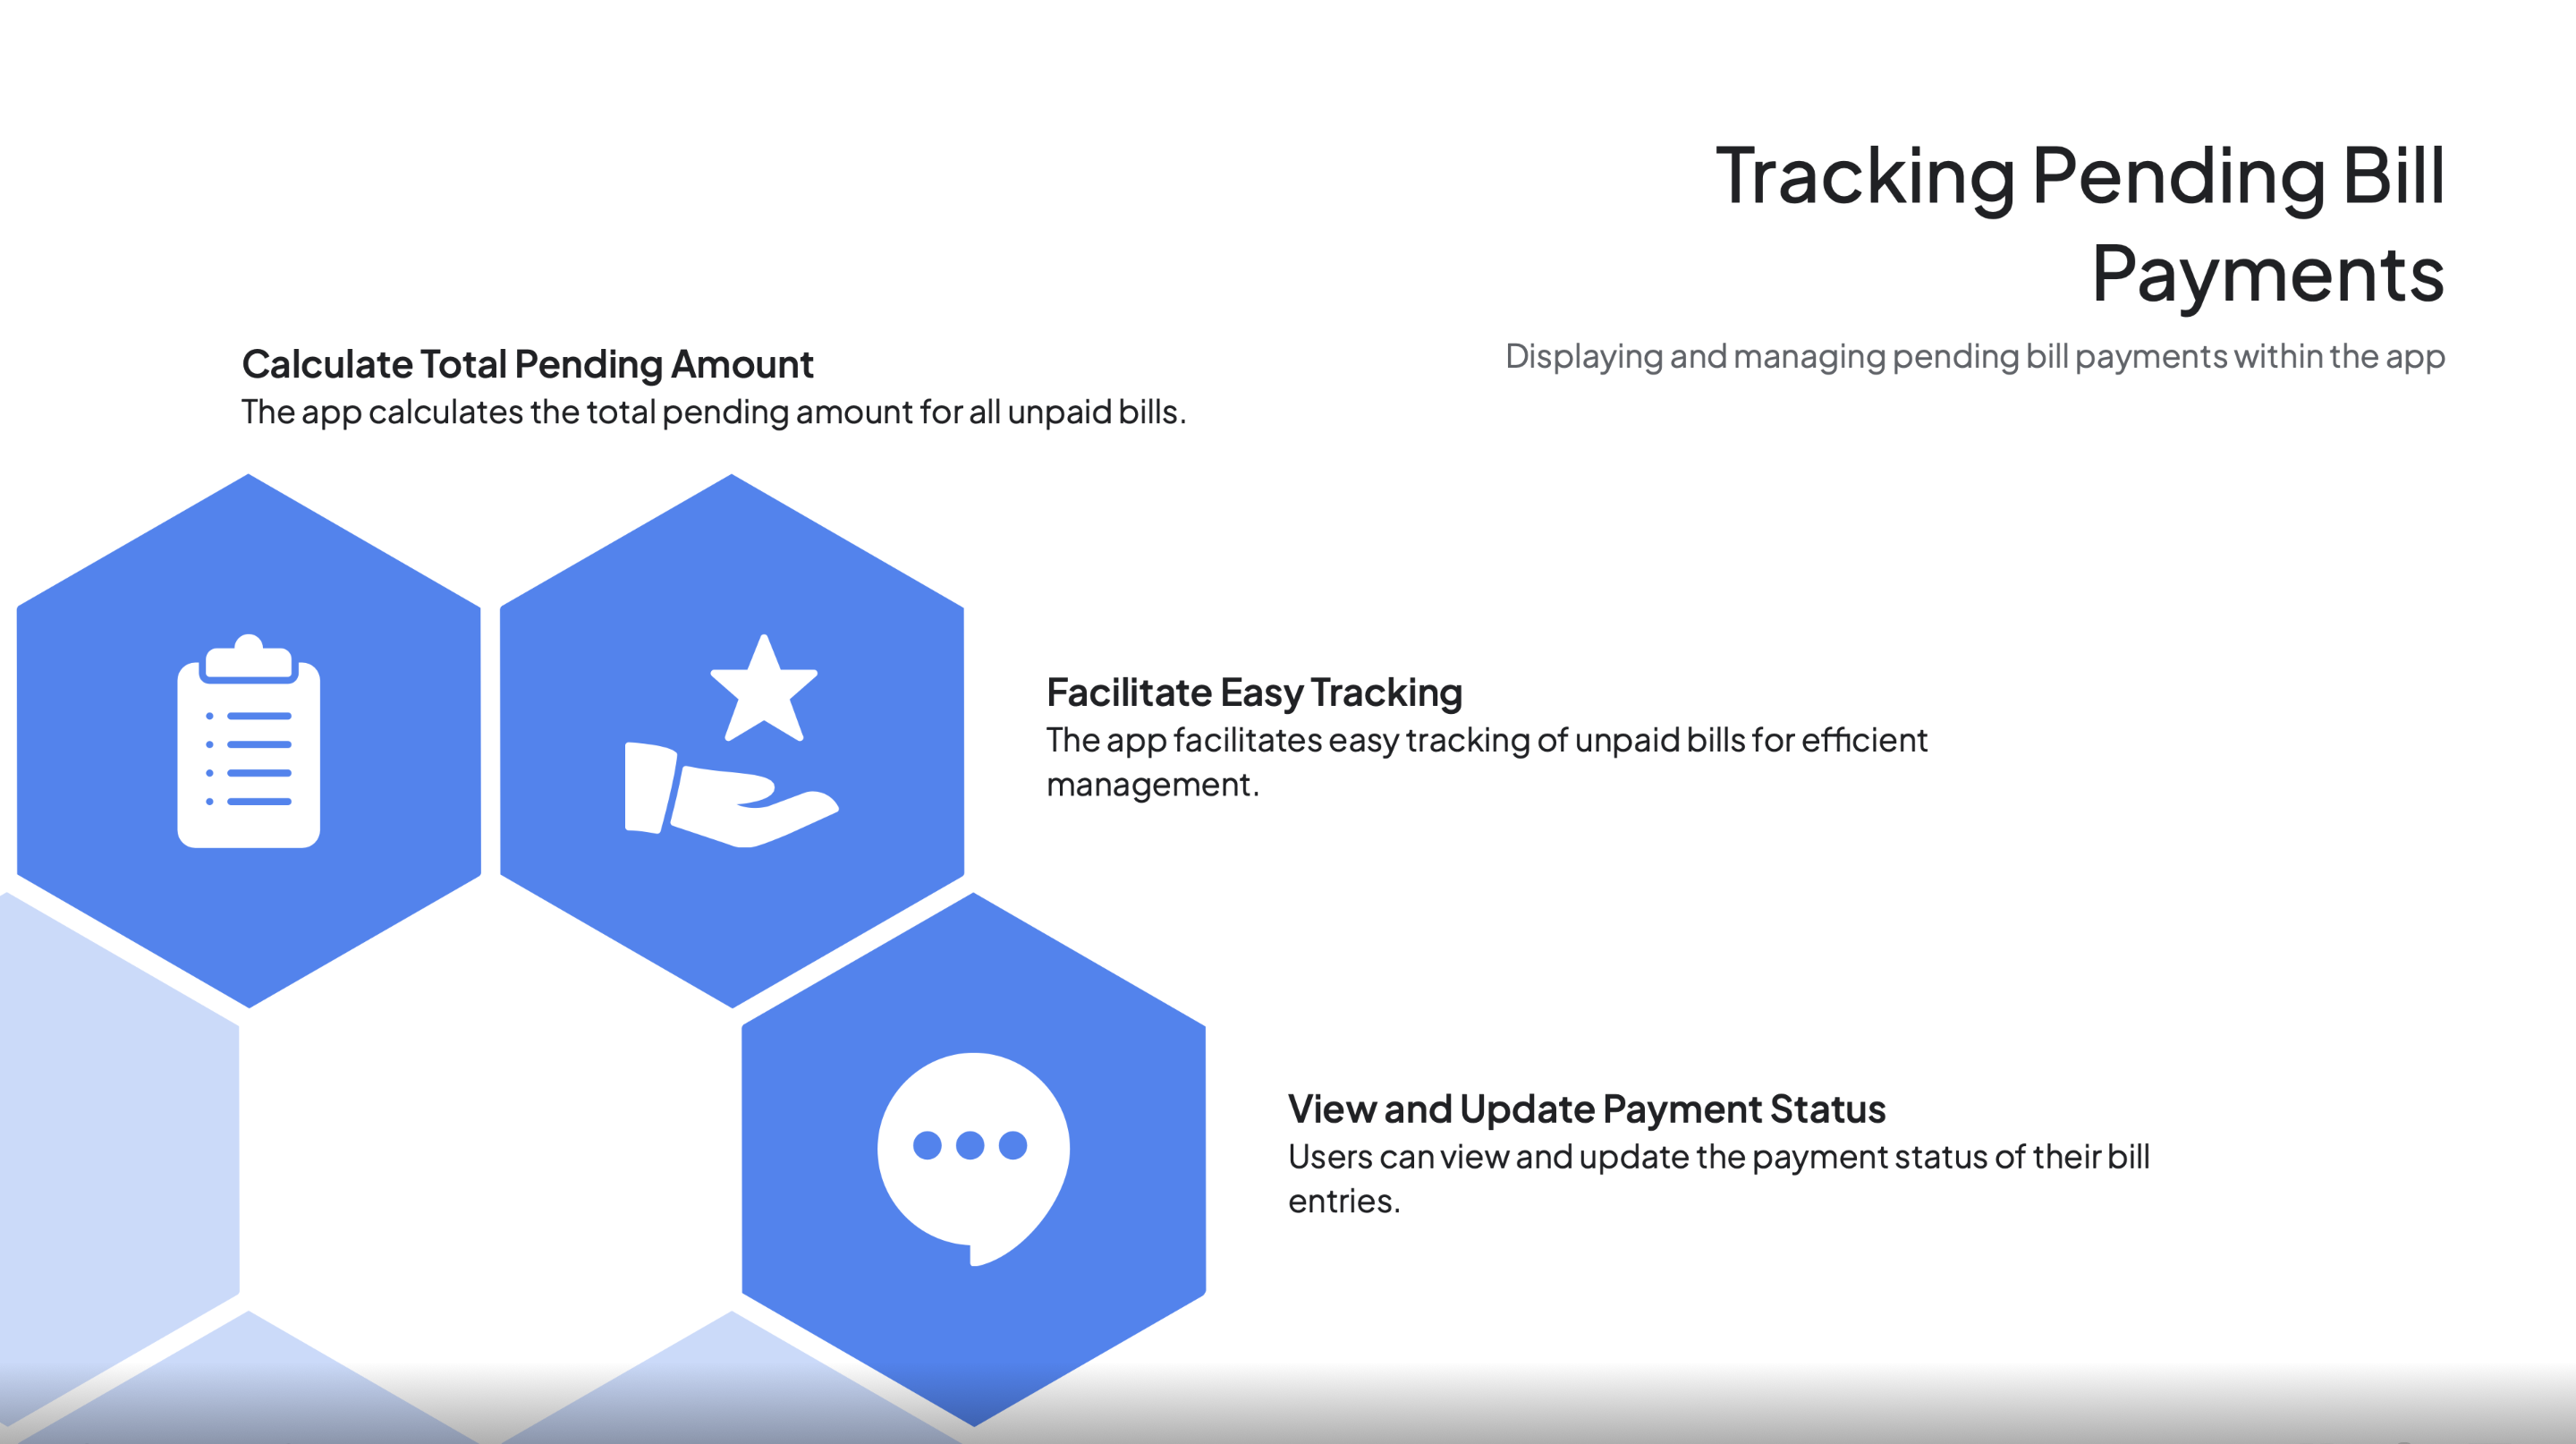 Tracking Pending Bill
Payments
Displaying and managing pending bill payments within the app
Calculate Total Pending Amount
The app calculates the total pending amount for all unpaid bills.
Facilitate Easy Tracking
The app facilitates easy tracking of unpaid bills for efficient
management.
View and Update Payment Status
Users can view and update the payment status of their bill
entries.